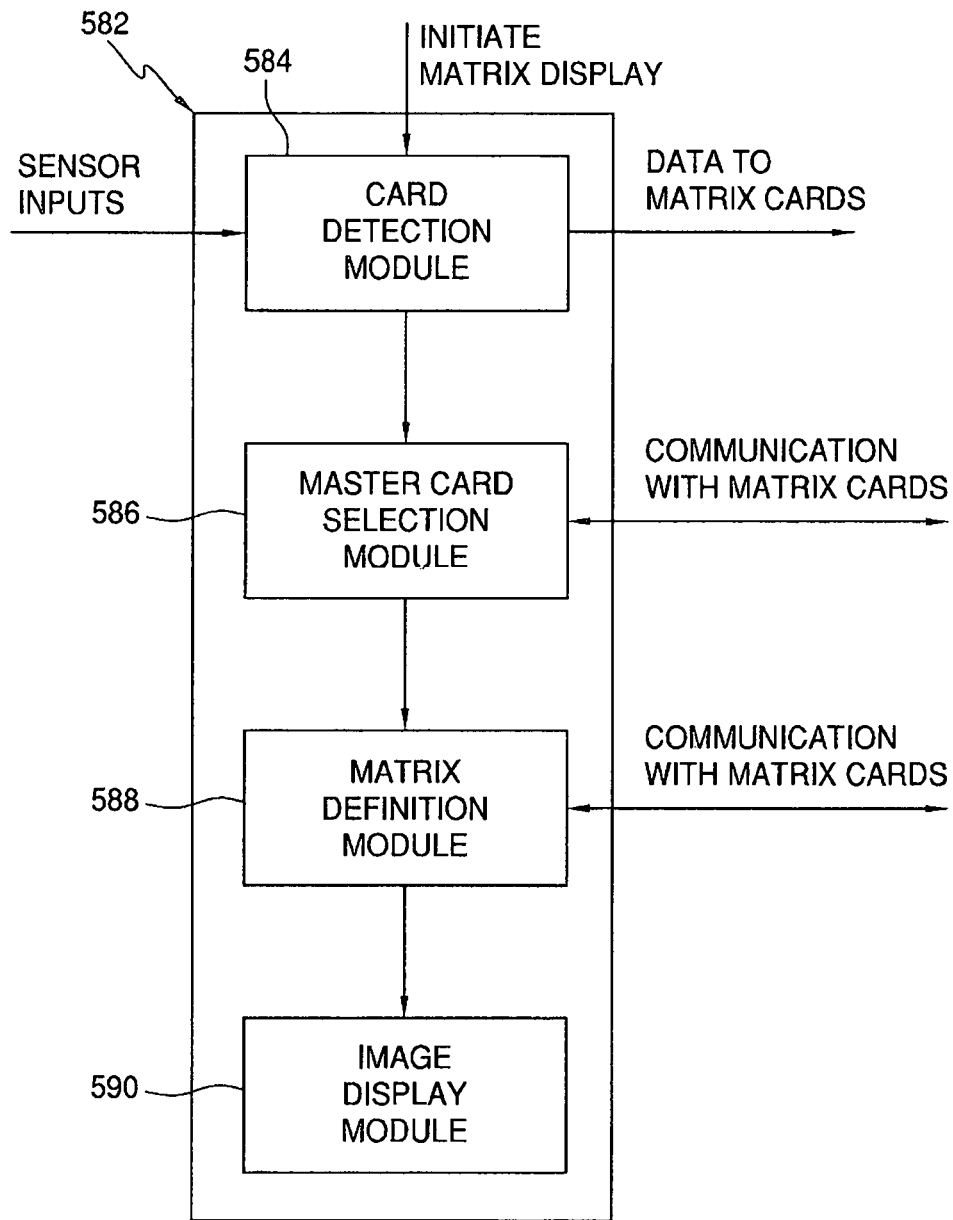 582
584
INITIATE
MATRIX DISPLAY
SENSOR
INPUTS
CARD
DETECTION
MODULE
DATA TO
MATRIX CARDS
586
MASTER CARD
SELECTION
MODULE
COMMUNICATION
WITH MATRIX CARDS
588
MATRIX
DEFINITION
MODULE
COMMUNICATION
WITH MATRIX CARDS
590
IMAGE
DISPLAY
MODULE